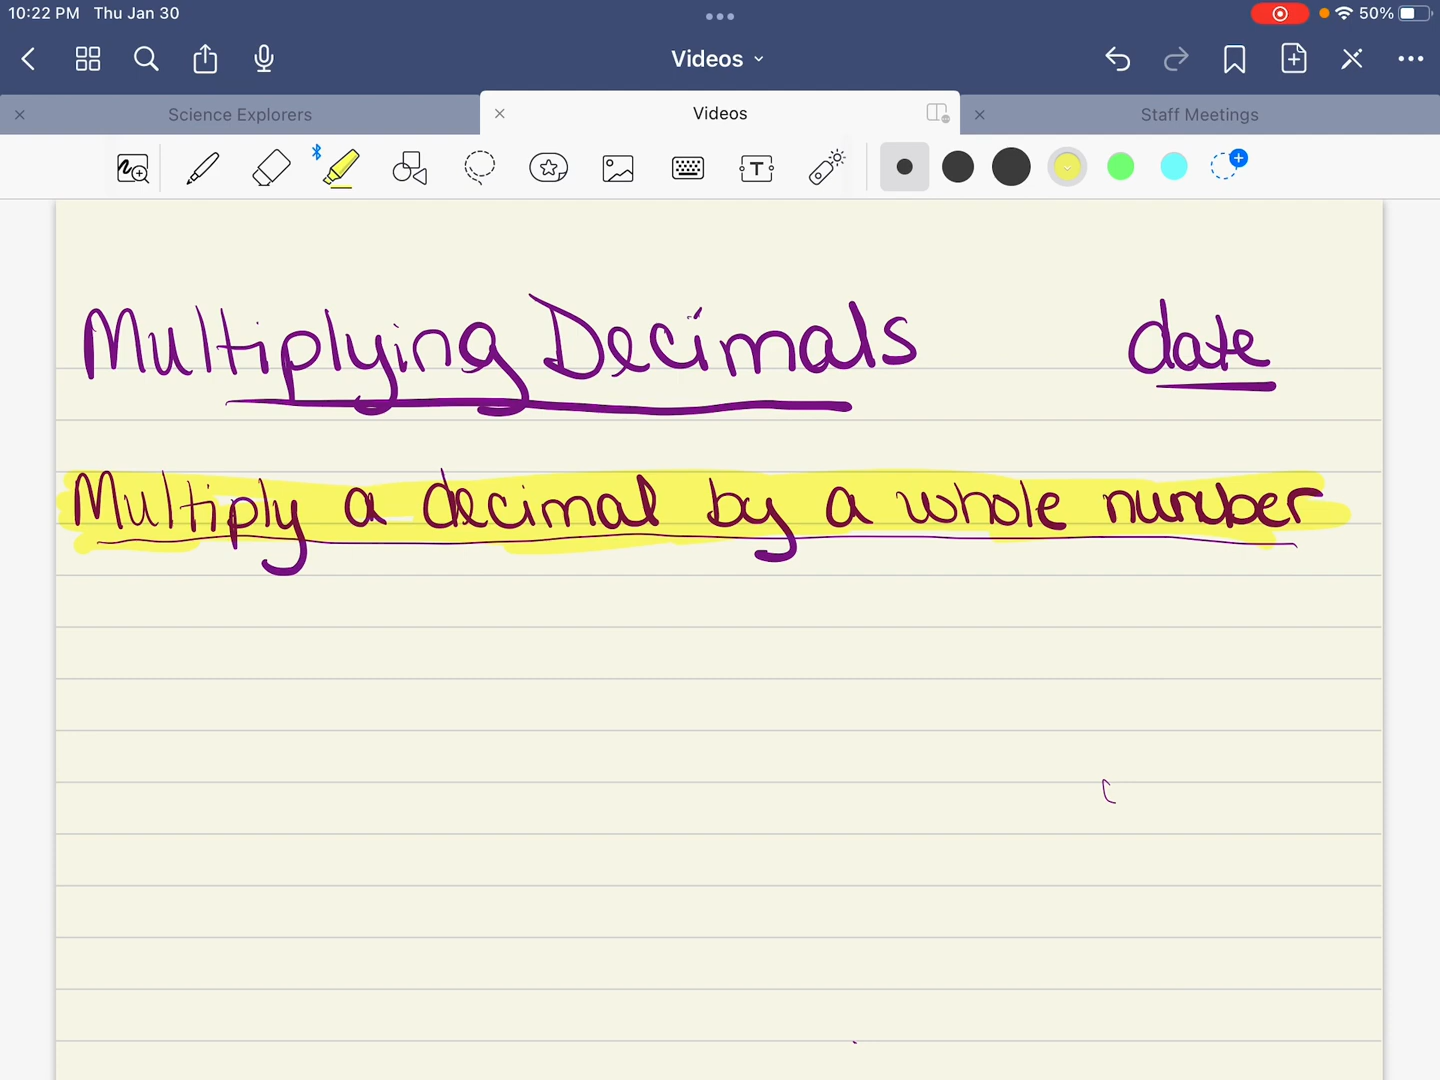 10:22 PM Thu Jan 30
50%
Videos
Science Explorers
Videos
Staff Meetings
T
Multiplying Decimals date
Multiply a decimal by a whole number